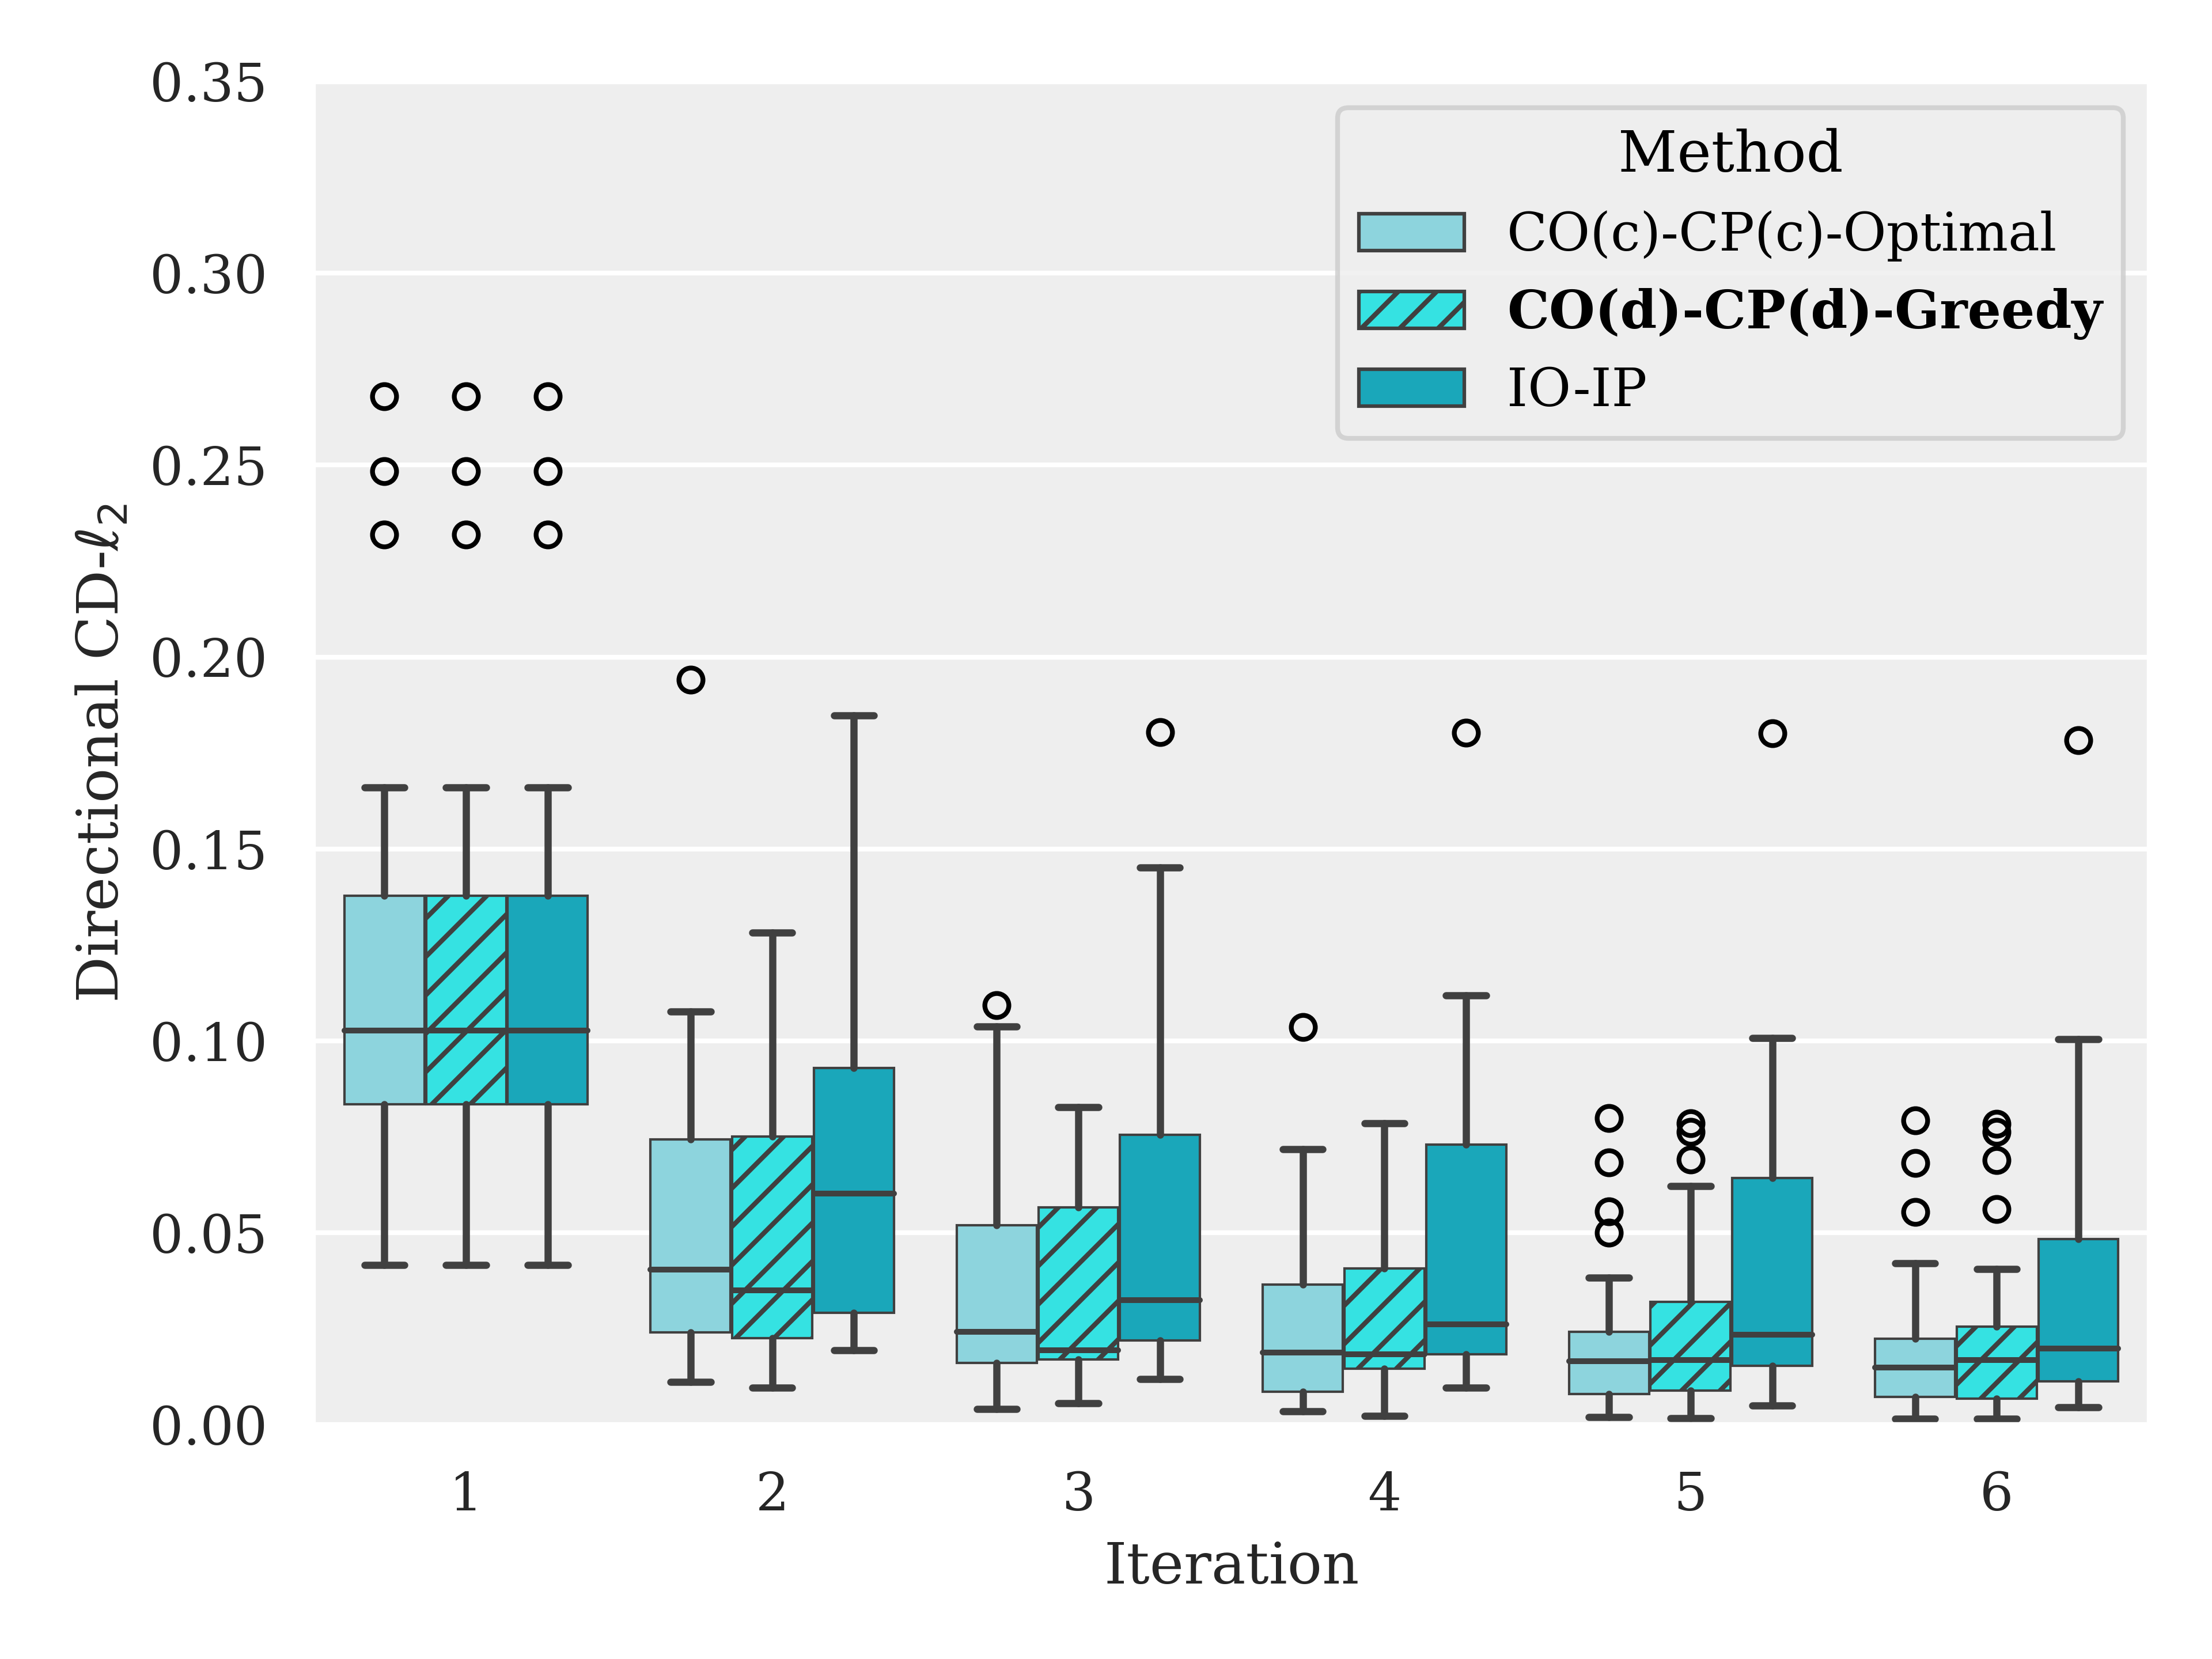 0.35
0.30
0.25
0.20
0.15
0.10
0.05
0.00
Directional CD-ℓ₂
Method
CO(c)-CP(c)-Optimal
CO(d)-CP(d)-Greedy
IO-IP
1 2 3 4 5 6
Iteration